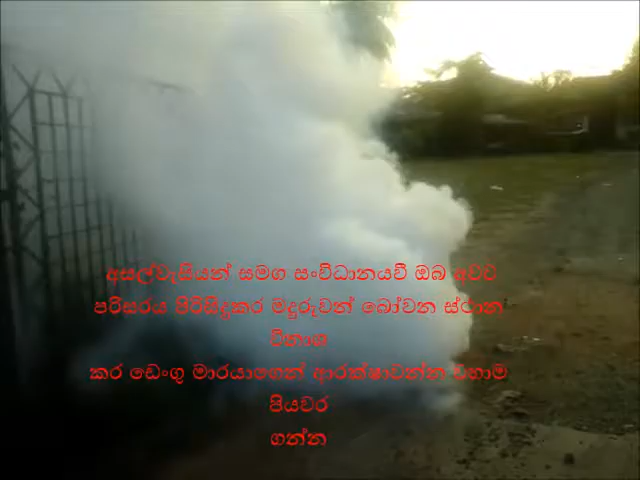 අසල්වැසියන් සමග සංවිධානයවී ඔබ අවට
පරිසරය පිරිසිදුකර මදුරුවන් බෝවන ස්ථාන
විනාශ
කර ඩෙංගු මාරයාගෙන් ආරක්ෂාවන්න වහාම
පියවර
ගන්න